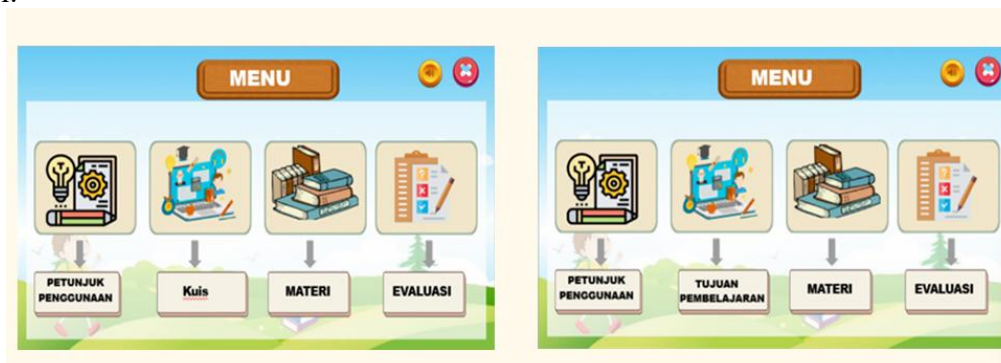 MENU
PETUNJUK
PENGGUNAAN
Kuis
MATERI
EVALUASI
MENU
PETUNJUK
PENGGUNAAN
TUJUAN
PEMBELAJARAN
MATERI
EVALUASI